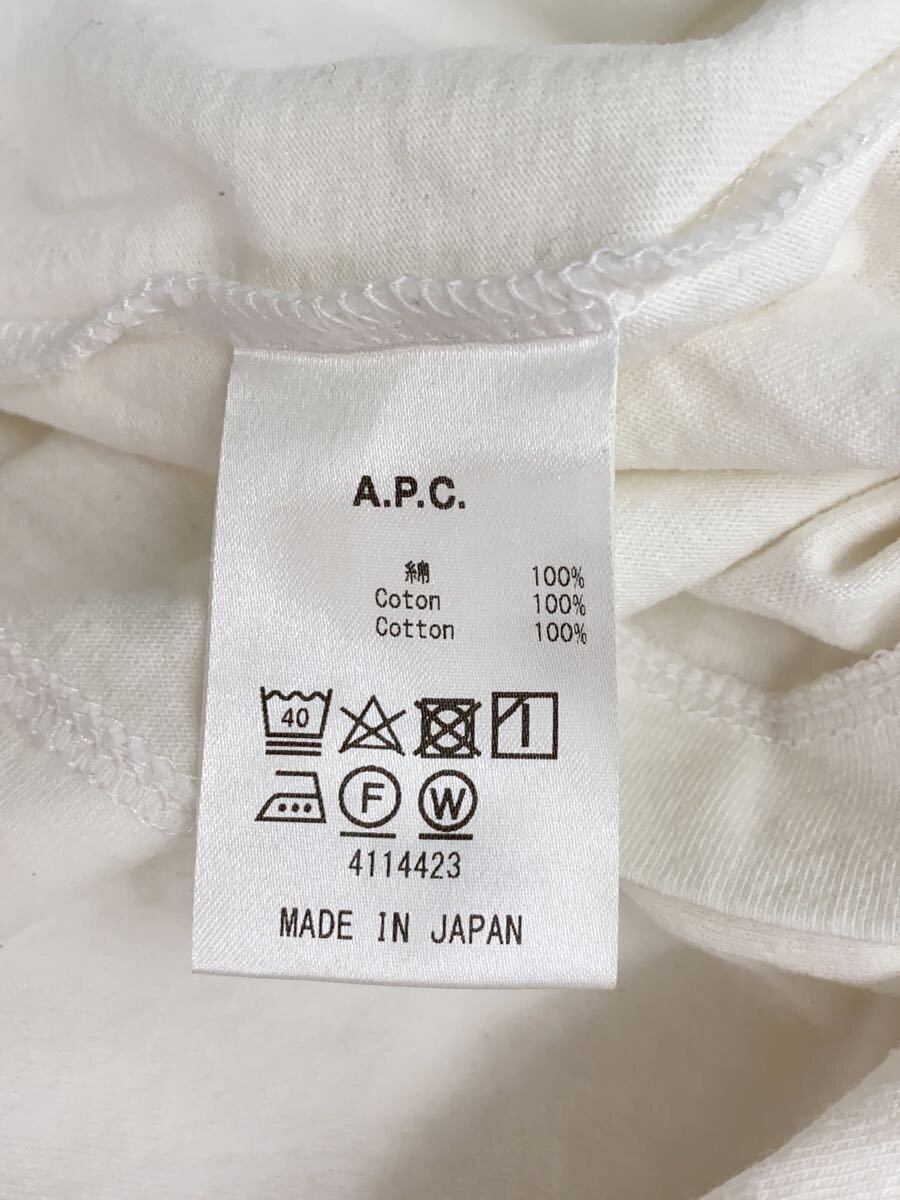 A.P.C.
綿 100%
Coton 100%
Cotton 100%
40
F W
4114423
MADE IN JAPAN